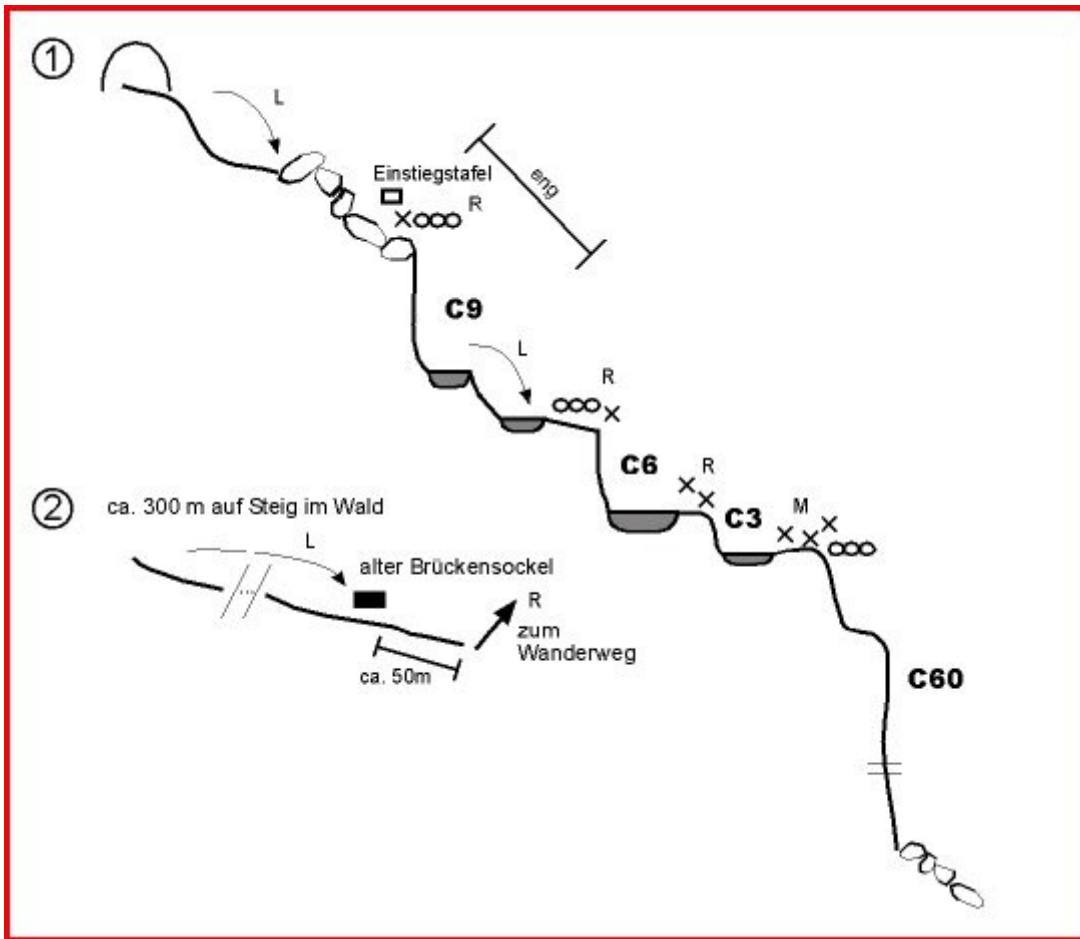 1
L
Einstiegstafel
R
eng
C9
L
R
C6
R
C3
M
C60
2
ca. 300 m auf Steig im Wald
L
alter Brückensockel
R
zum
Wanderweg
ca. 50m